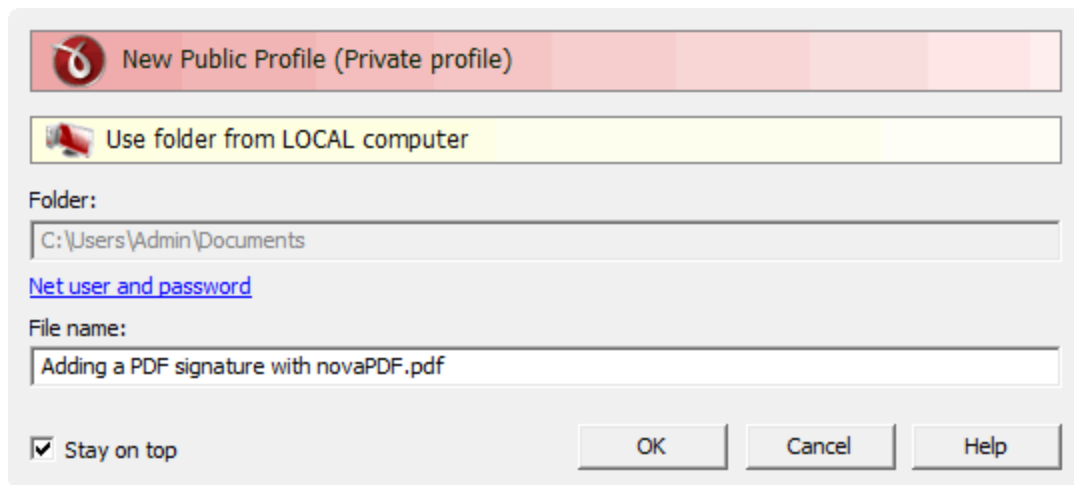 New Public Profile (Private profile)
Use folder from LOCAL computer
Folder:
C:\Users\Admin\Documents
Net user and password
File name:
Adding a PDF signature with novaPDF.pdf
Stay on top
OK
Cancel
Help